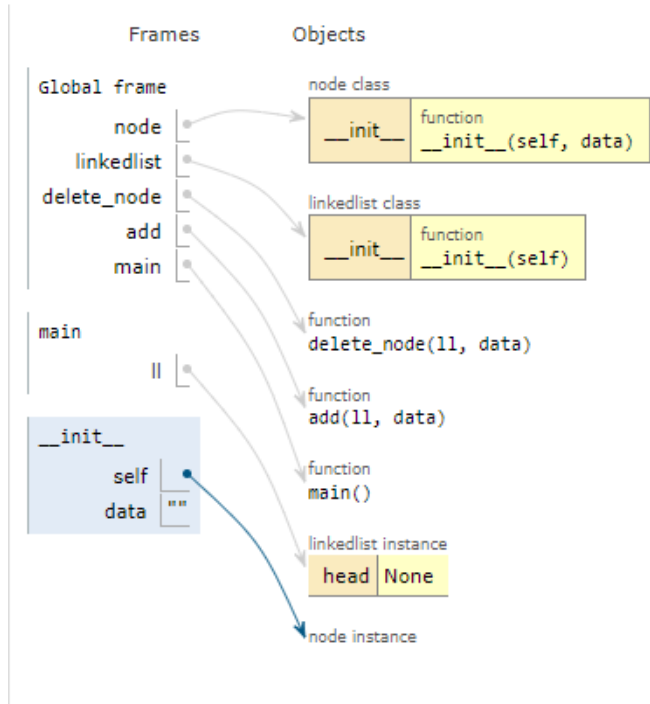 Frames Objects
Global frame
node
linkedlist
delete_node
add
main
main
ll
__init__
self
data ""
node class
__init__ function
__init__(self, data)
linkedlist class
__init__ function
__init__(self)
function
delete_node(ll, data)
function
add(ll, data)
function
main()
linkedlist instance
head None
node instance